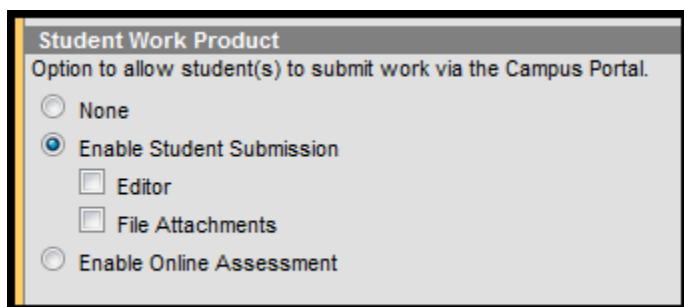 Student Work Product
Option to allow student(s) to submit work via the Campus Portal.
None
Enable Student Submission
Editor
File Attachments
Enable Online Assessment